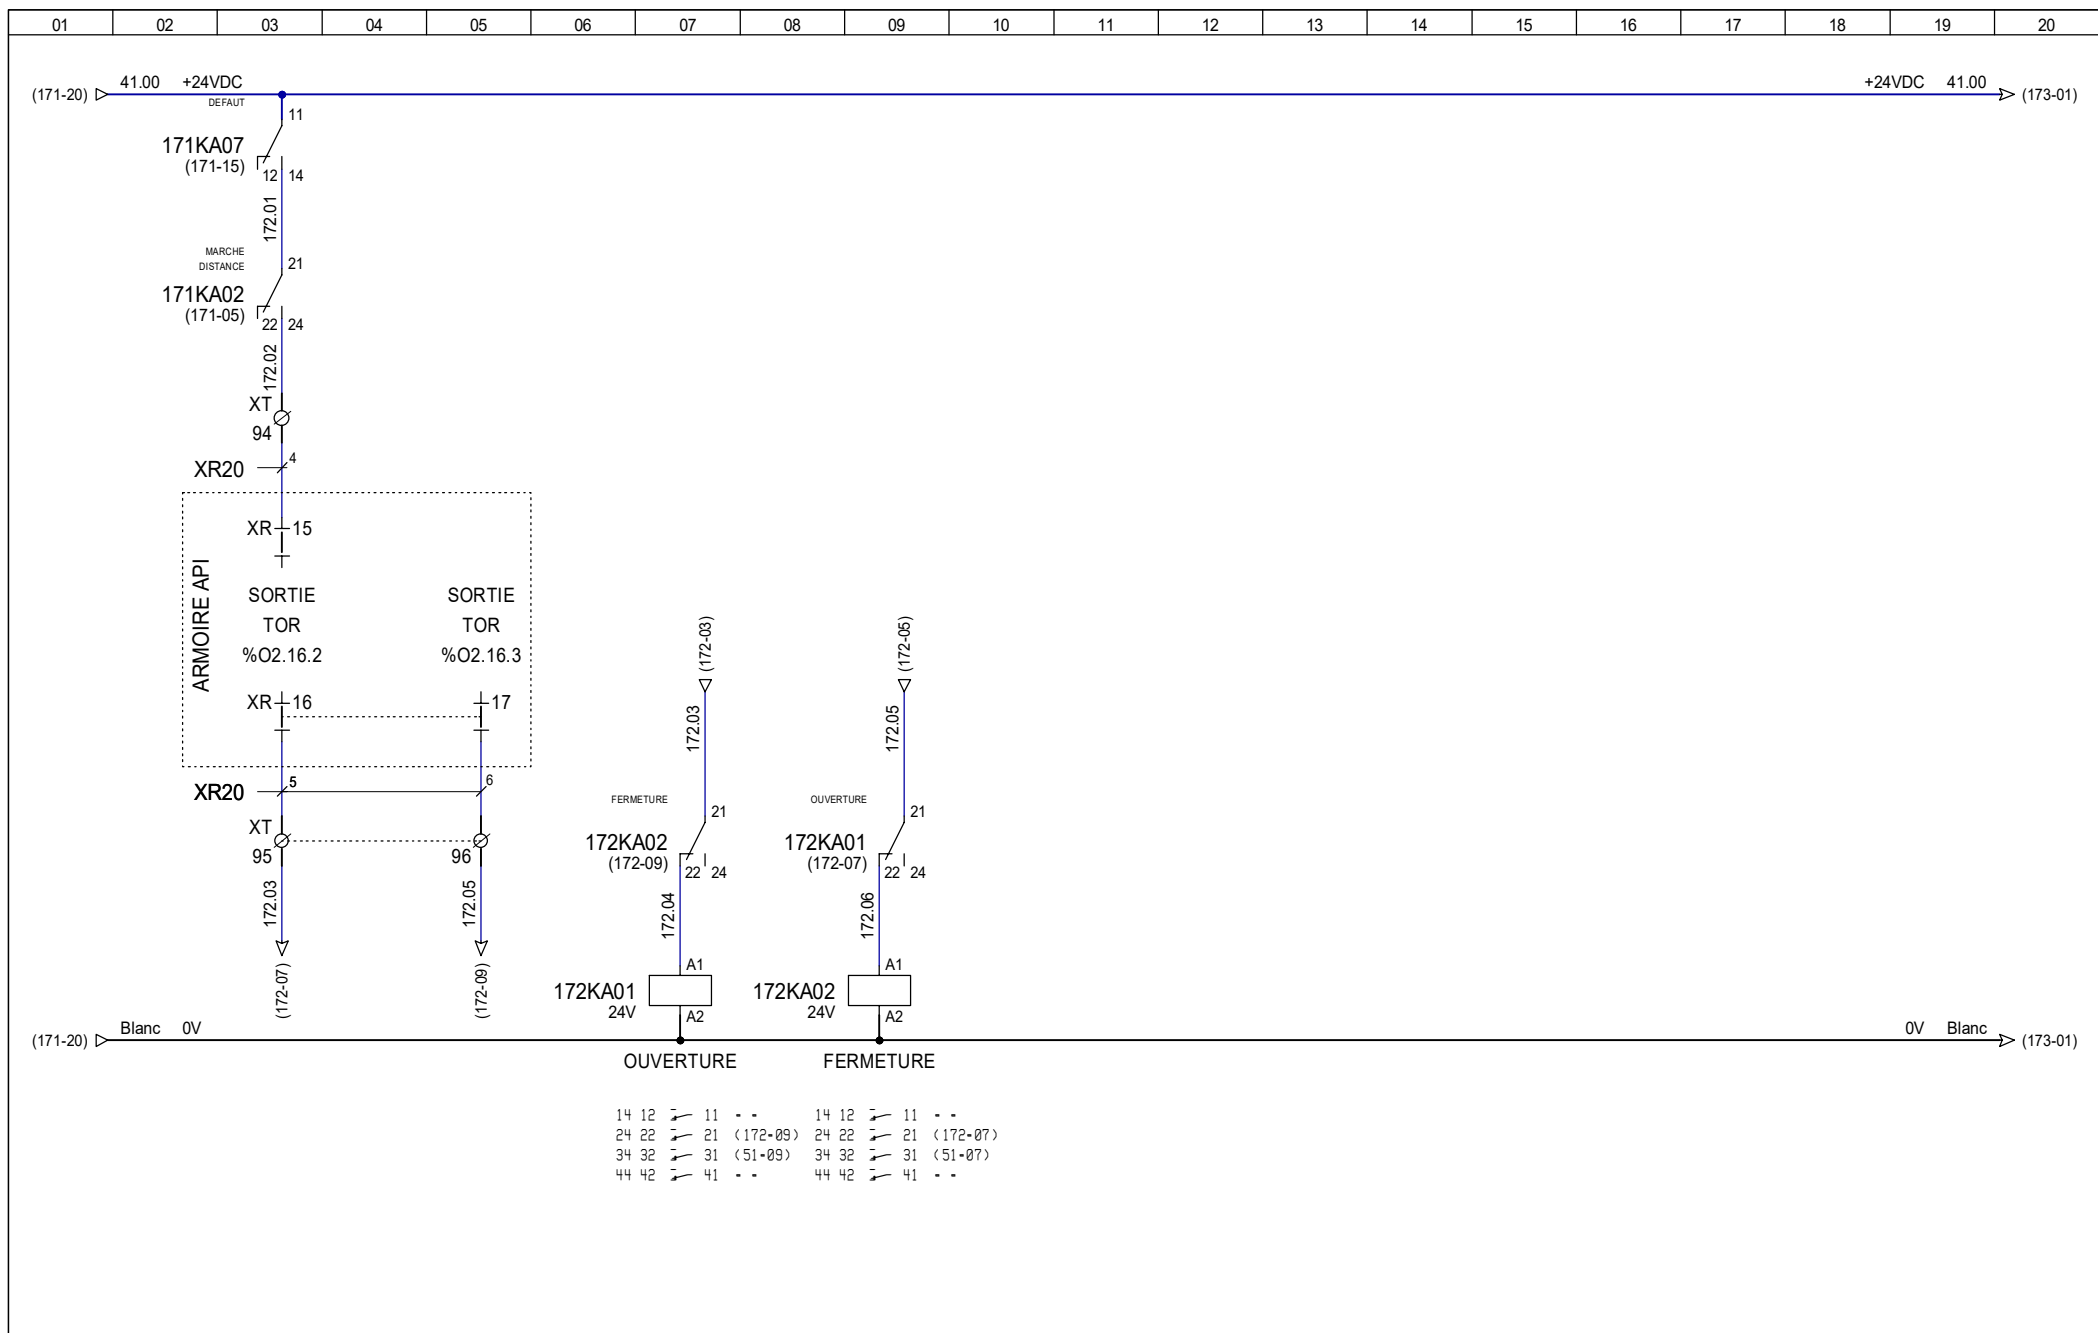 01 02 03 04 05 06 07 08 09 10 11 12 13 14 15 16 17 18 19 20
41.00 +24VDC
+24VDC 41.00
(171-20)
(173-01)
DEFAUT
11
171KA07
(171-15)
12 14
172.01
MARCHE
DISTANCE
21
171KA02
(171-05)
22 24
172.02
XT
94
XR20
4
ARMOIRE API
XR 15
SORTIE
TOR
%O2.16.2
SORTIE
TOR
%O2.16.3
XR 16
17
XR20
5
6
XT
95
96
172.03
172.05
(172-07)
(172-09)
(172-03)
172.03
FERMETURE
21
172KA02
(172-09)
22 24
172.04
A1
172KA01
24V
A2
(172-05)
172.05
OUVERTURE
21
172KA01
(172-07)
22 24
172.06
A1
172KA02
24V
A2
(171-20)
Blanc 0V
0V Blanc
(173-01)
OUVERTURE
FERMETURE
14 12 11 - -
24 22 21 (172-09)
34 32 31 (51-09)
44 42 41 - -
14 12 11 - -
24 22 21 (172-07)
34 32 31 (51-07)
44 42 41 - -